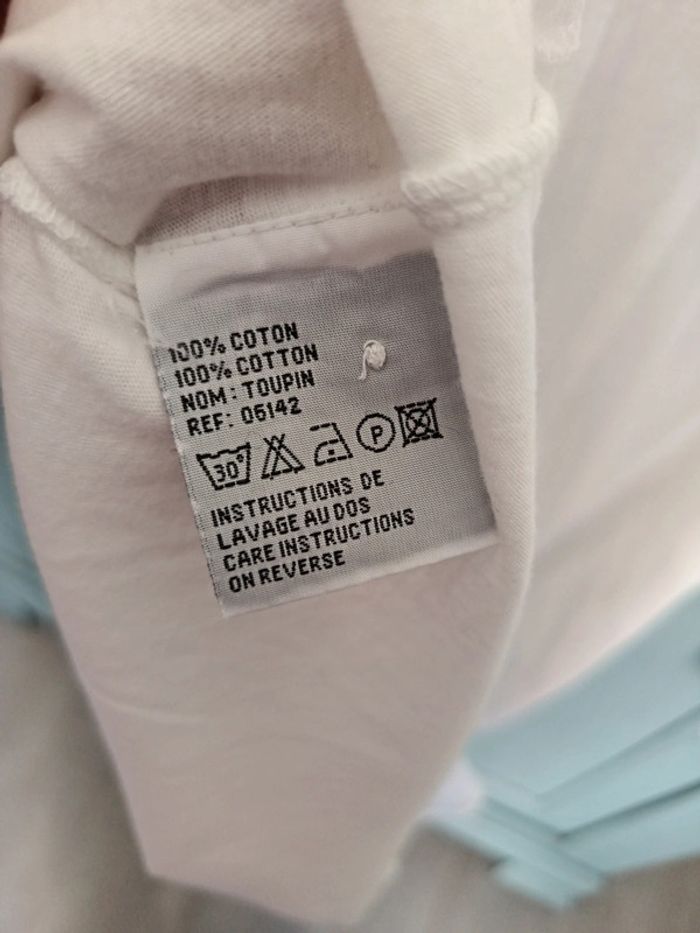 100% COTON
100% COTTON
NOM: TOUPIN
REF: 06142
30° P
INSTRUCTIONS DE
LAVAGE AU DOS
CARE INSTRUCTIONS
ON REVERSE